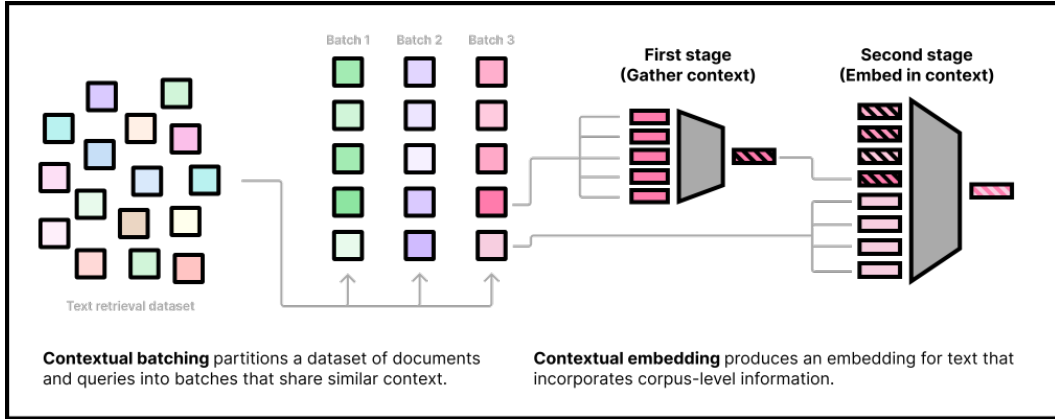 Batch 1 Batch 2 Batch 3
First stage
(Gather context)
Second stage
(Embed in context)
Text retrieval dataset
Contextual batching partitions a dataset of documents
and queries into batches that share similar context.
Contextual embedding produces an embedding for text that
incorporates corpus-level information.